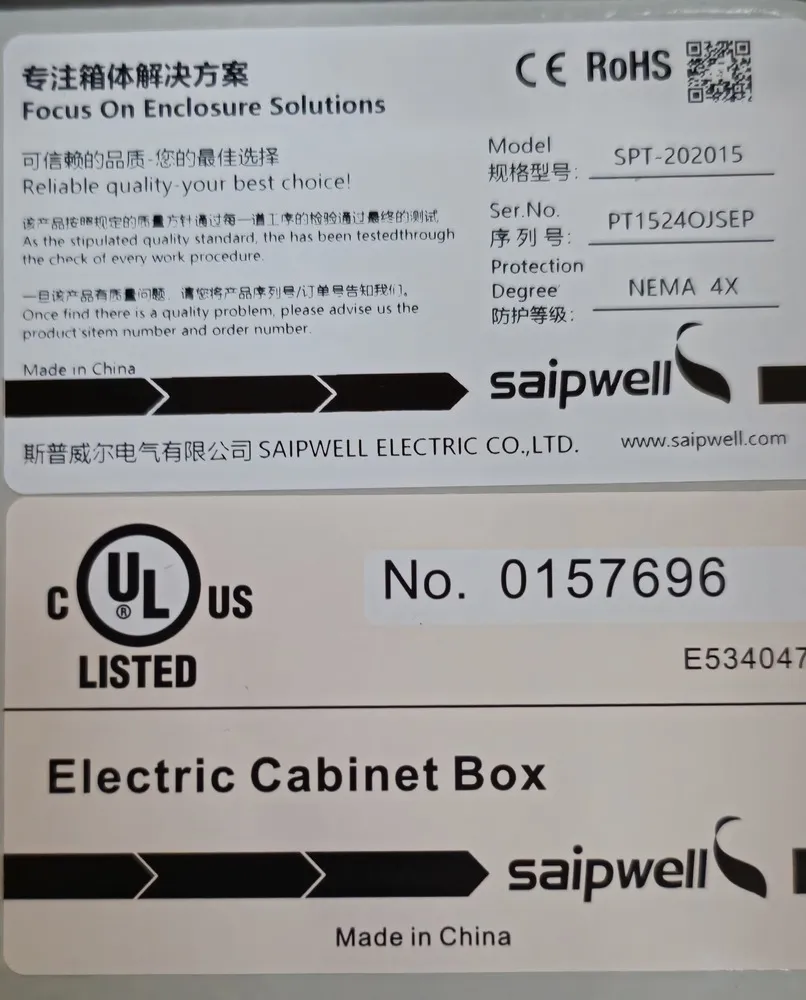 专注箱体解决方案
Focus On Enclosure Solutions
可信赖的品质-您的最佳选择
Reliable quality-your best choice!
该产品按照规定的质量方针通过每一道工序的检验通过最终的测试
As the stipulated quality standard, the has been testedthrough
the check of every work procedure.
一旦该产品有质量问题, 请您将产品序列号/订单号告知我们。
Once find there is a quality problem, please advise us the
product'sitem number and order number.
Made in China
CE RoHS
Model
规格型号: SPT-202015
Ser.No.
序列号: PT1524OJSEP
Protection
Degree NEMA 4X
防护等级:
saipwell
斯普威尔电气有限公司 SAIPWELL ELECTRIC CO.,LTD. www.saipwell.com
C UL® US
LISTED
No. 0157696
E534047
Electric Cabinet Box
saipwell
Made in China